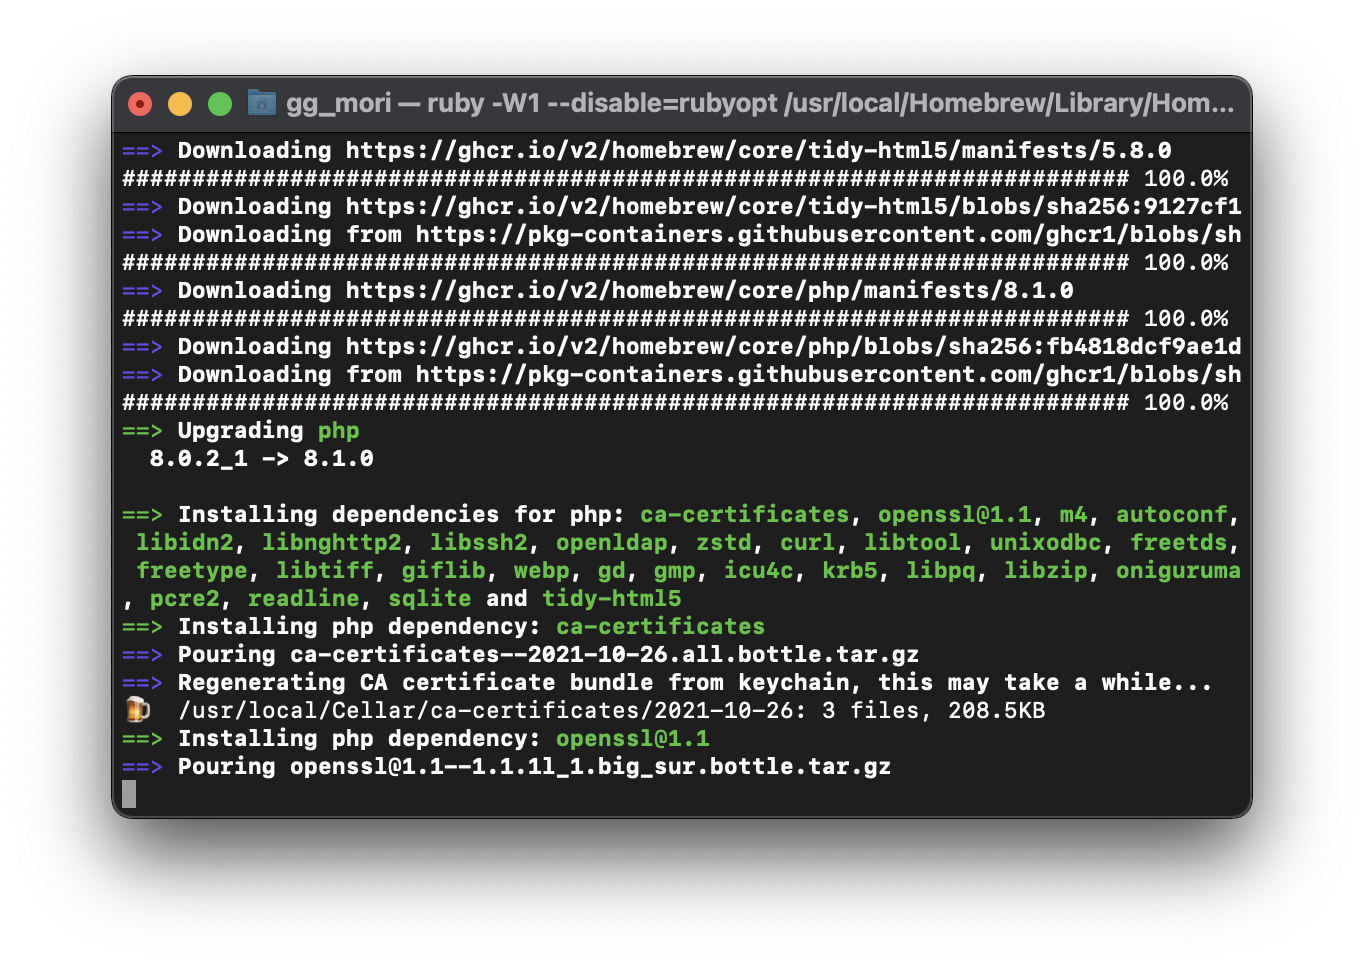 gg_mori — ruby -W1 --disable=rubyopt /usr/local/Homebrew/Library/Hom...
==> Downloading https://ghcr.io/v2/homebrew/core/tidy-html5/manifests/5.8.0
######################################################################## 100.0%
==> Downloading https://ghcr.io/v2/homebrew/core/tidy-html5/blobs/sha256:9127cf1
==> Downloading from https://pkg-containers.githubusercontent.com/ghcr1/blobs/sh
######################################################################## 100.0%
==> Downloading https://ghcr.io/v2/homebrew/core/php/manifests/8.1.0
######################################################################## 100.0%
==> Downloading https://ghcr.io/v2/homebrew/core/php/blobs/sha256:fb4818dcf9ae1d
==> Downloading from https://pkg-containers.githubusercontent.com/ghcr1/blobs/sh
######################################################################## 100.0%
==> Upgrading php
  8.0.2_1 -> 8.1.0

==> Installing dependencies for php: ca-certificates, openssl@1.1, m4, autoconf,
 libidn2, libnghttp2, libssh2, openldap, zstd, curl, libtool, unixodbc, freetds,
 freetype, libtiff, giflib, webp, gd, gmp, icu4c, krb5, libpq, libzip, oniguruma
, pcre2, readline, sqlite and tidy-html5
==> Installing php dependency: ca-certificates
==> Pouring ca-certificates--2021-10-26.all.bottle.tar.gz
==> Regenerating CA certificate bundle from keychain, this may take a while...
🍺  /usr/local/Cellar/ca-certificates/2021-10-26: 3 files, 208.5KB
==> Installing php dependency: openssl@1.1
==> Pouring openssl@1.1--1.1.1l_1.big_sur.bottle.tar.gz